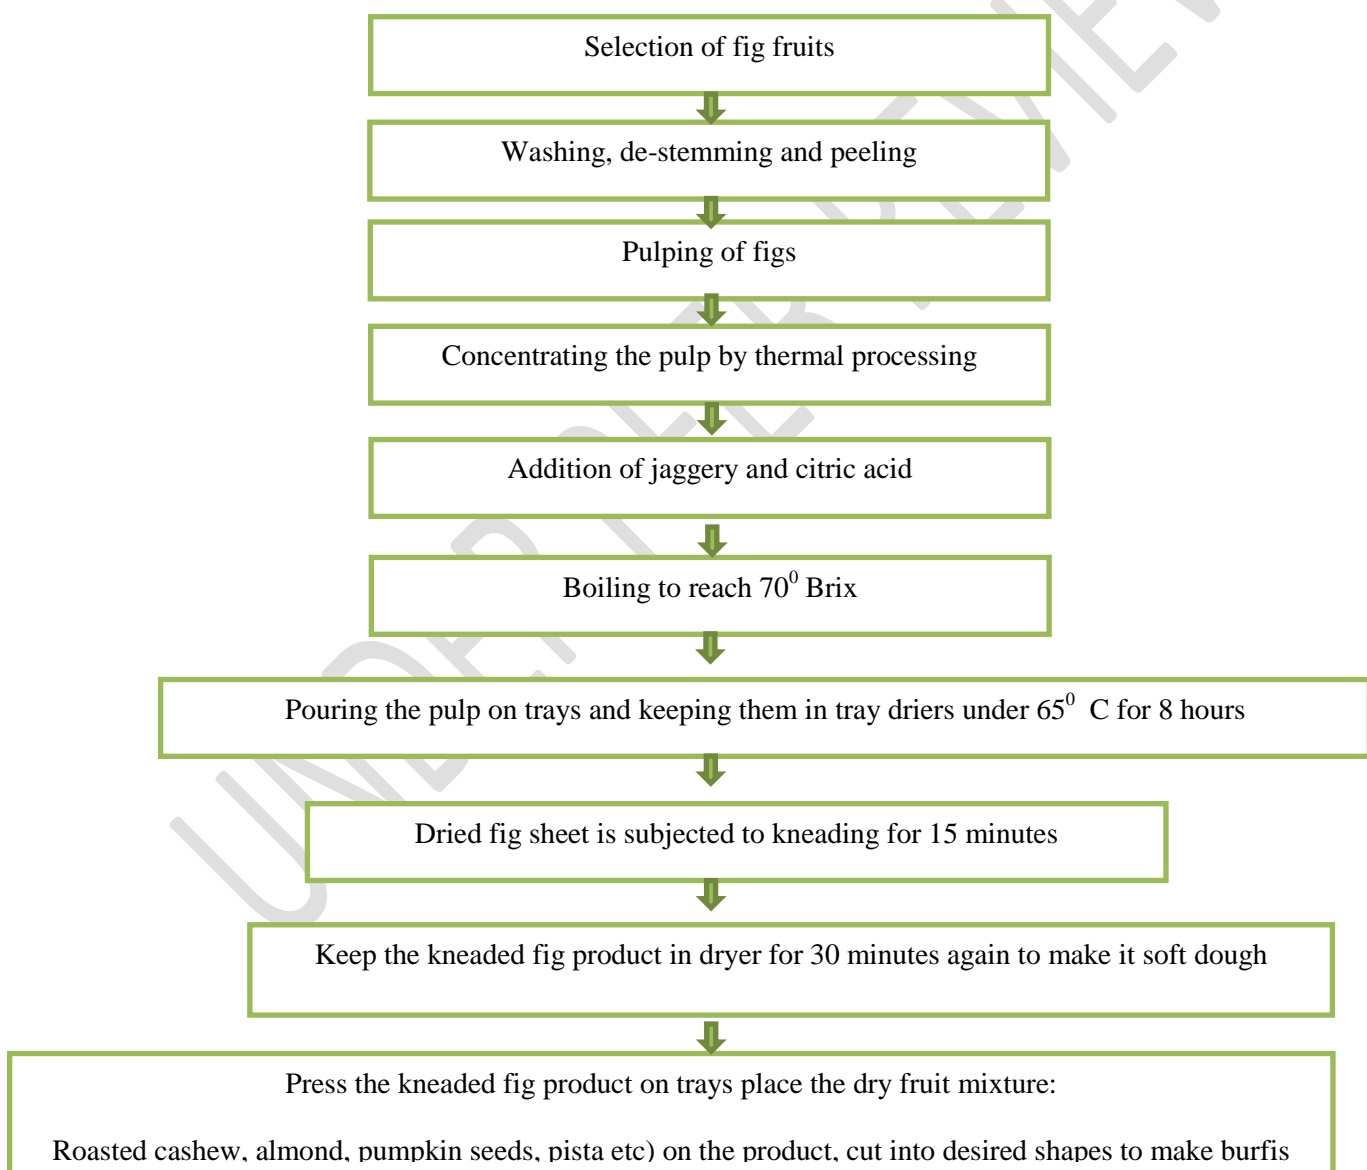 Selection of fig fruits
Washing, de-stemming and peeling
Pulping of figs
Concentrating the pulp by thermal processing
Addition of jaggery and citric acid
Boiling to reach 70⁰ Brix
Pouring the pulp on trays and keeping them in tray driers under 65⁰ C for 8 hours
Dried fig sheet is subjected to kneading for 15 minutes
Keep the kneaded fig product in dryer for 30 minutes again to make it soft dough
Press the kneaded fig product on trays place the dry fruit mixture:
Roasted cashew, almond, pumpkin seeds, pista etc) on the product, cut into desired shapes to make burfis
UNDER PEER REVIEW